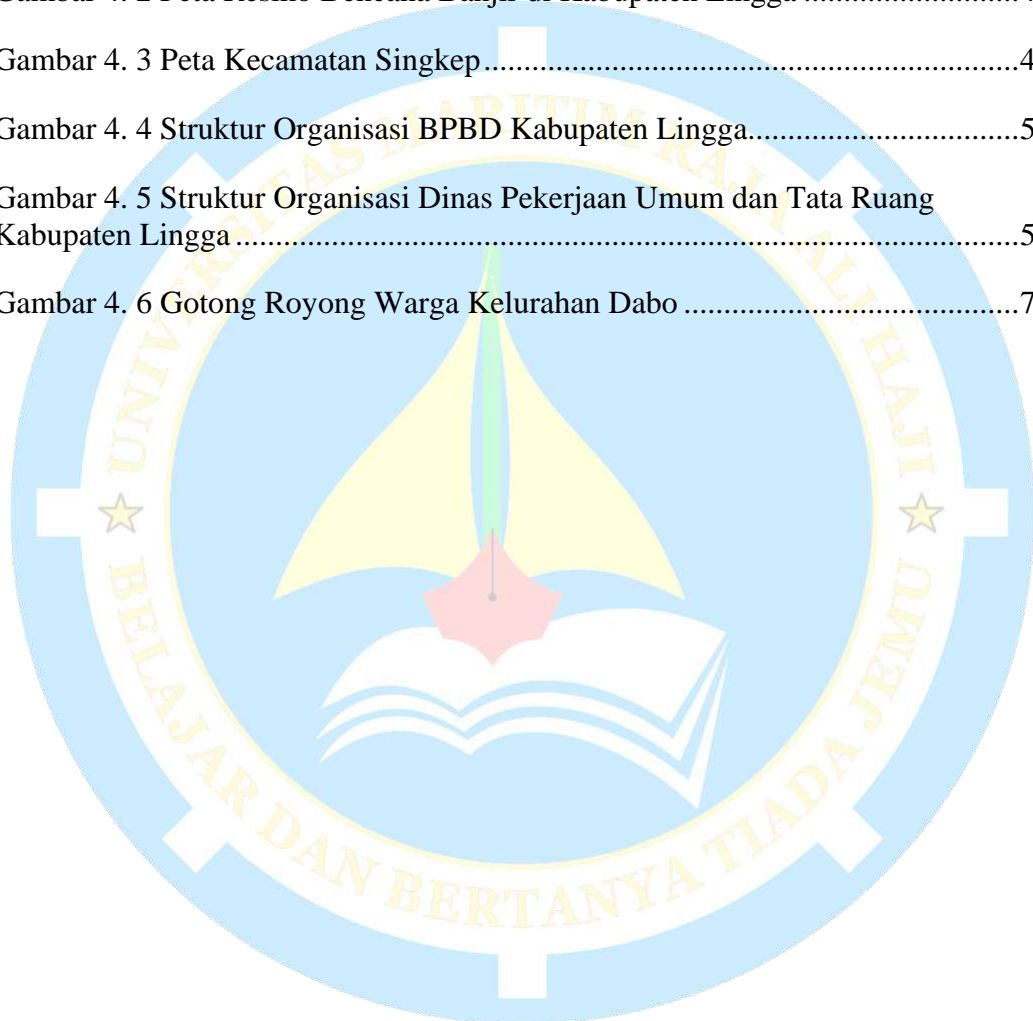 Gambar 4. 3 Peta Kecamatan Singkep....................................................................4
Gambar 4. 4 Struktur Organisasi BPBD Kabupaten Lingga..................................5
Gambar 4. 5 Struktur Organisasi Dinas Pekerjaan Umum dan Tata Ruang
Kabupaten Lingga....................................................................................................5
Gambar 4. 6 Gotong Royong Warga Kelurahan Dabo..........................................7
UNIVERSITAS MARITIM RAJA ALI HAJI
BELAJAR DAN BERTANYA TIADA JEMU